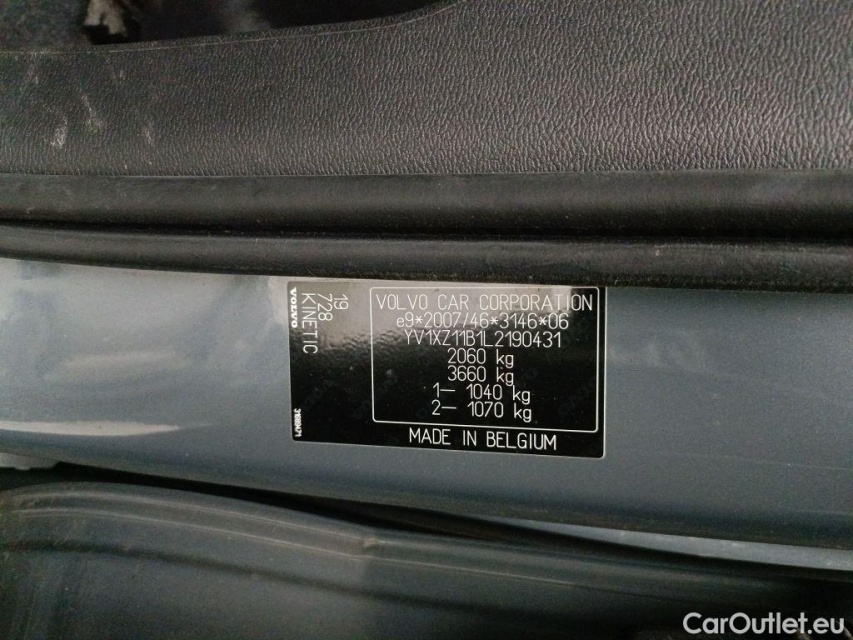 VOLVO CAR CORPORATION
e9*2007/46*3146*06
YV1XZ11B1L2190431
2060 kg
3660 kg
1– 1040 kg
2– 1070 kg
MADE IN BELGIUM
19
728
KINETIC
VOLVO
CarOutlet.eu